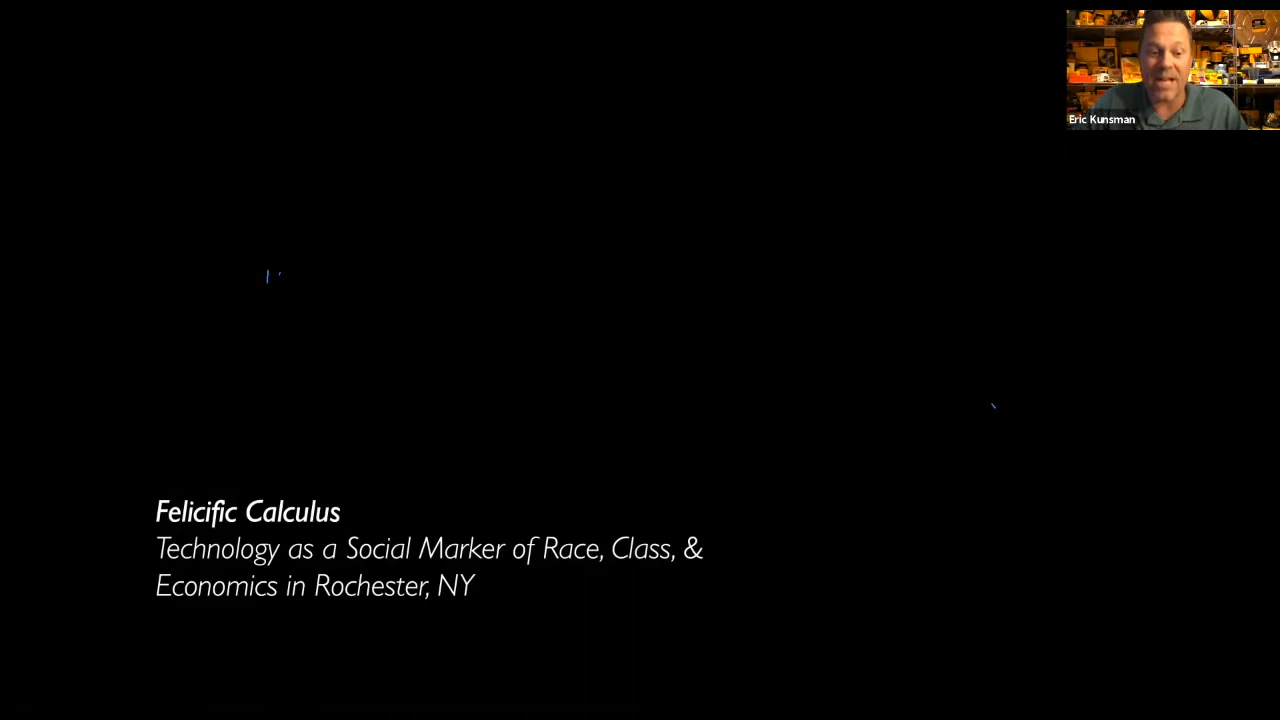 Eric Kunsman
Felicific Calculus
Technology as a Social Marker of Race, Class, &
Economics in Rochester, NY